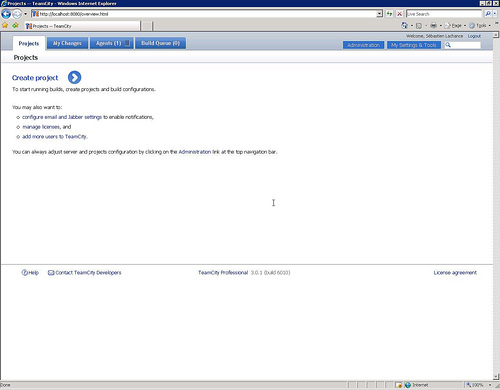 Projects -- TeamCity - Windows Internet Explorer
http://localhost:8080/overview.html
Live Search
Projects -- TeamCity
Page
Tools
Welcome, Sébastien Lachance Logout
Projects
My Changes
Agents (1)
Build Queue (0)
Administration
My Settings & Tools
Projects
Create project
To start running builds, create projects and build configurations.
You may also want to:
configure email and Jabber settings to enable notifications,
manage licenses, and
add more users to TeamCity.
You can always adjust server and projects configuration by clicking on the Administration link at the top navigation bar.
Help
Contact TeamCity Developers
TeamCity Professional 3.0.1 (build 6010)
License agreement
Done
Internet
100%